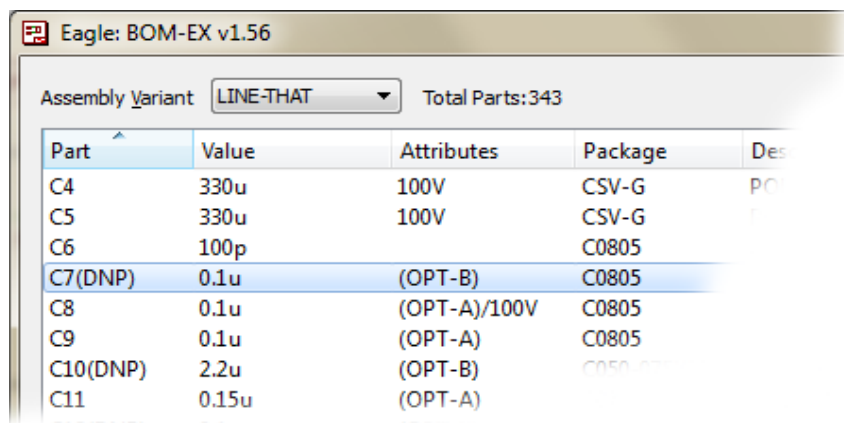 Eagle: BOM-EX v1.56
Assembly Variant LINE-THAT Total Parts:343
Part Value Attributes Package
C4 330u 100V CSV-G
C5 330u 100V CSV-G
C6 100p C0805
C7(DNP) 0.1u (OPT-B) C0805
C8 0.1u (OPT-A)/100V C0805
C9 0.1u (OPT-A) C0805
C10(DNP) 2.2u (OPT-B)
C11 0.15u (OPT-A)